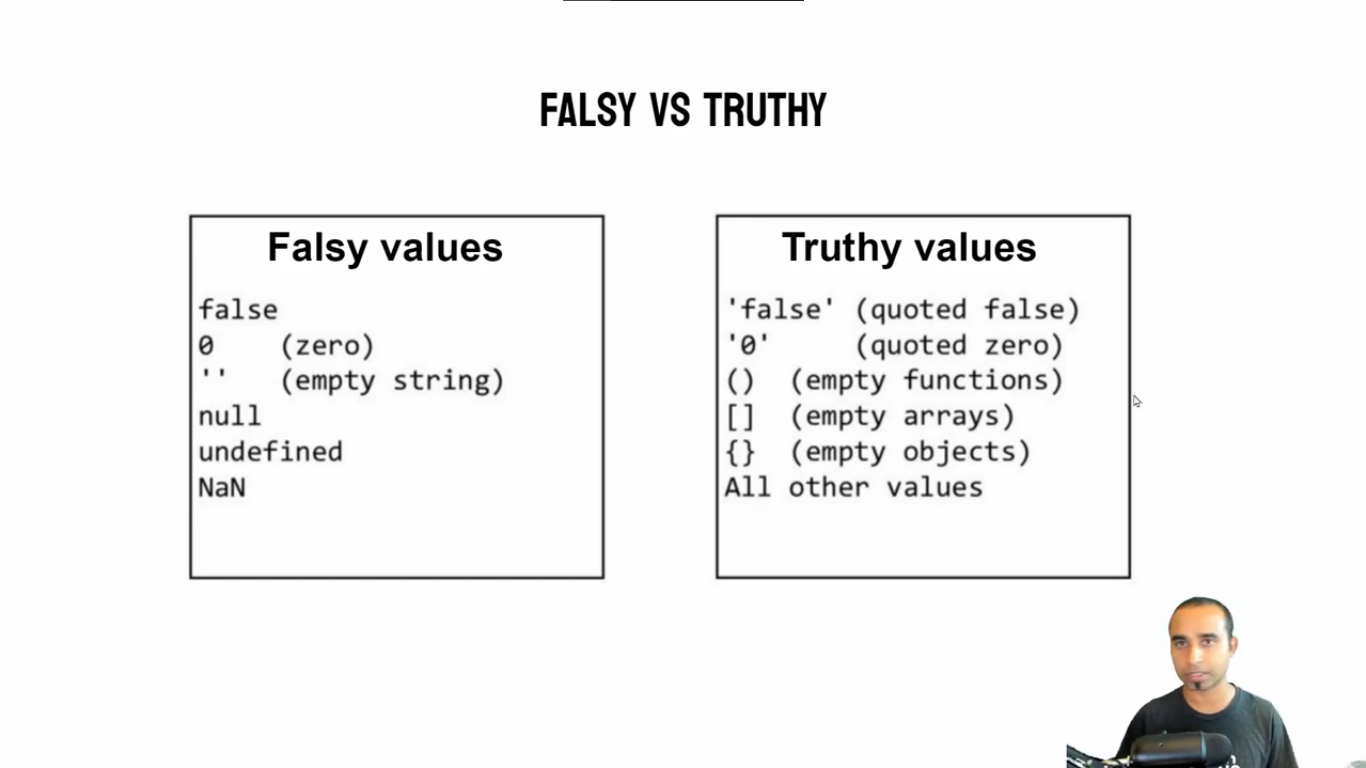 FALSY VS TRUTHY
Falsy values
false
0 (zero)
'' (empty string)
null
undefined
NaN
Truthy values
'false' (quoted false)
'0' (quoted zero)
() (empty functions)
[] (empty arrays)
{} (empty objects)
All other values